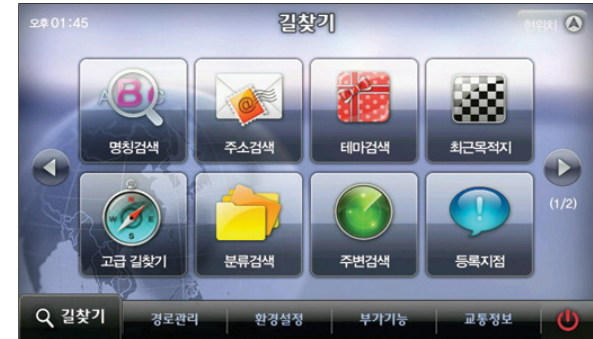 오후 01:45
길찾기
현위치
명칭검색
주소검색
테마검색
최근목적지
(1/2)
고급 길찾기
분류검색
주변검색
등록지점
길찾기
경로관리
환경설정
부가기능
교통정보